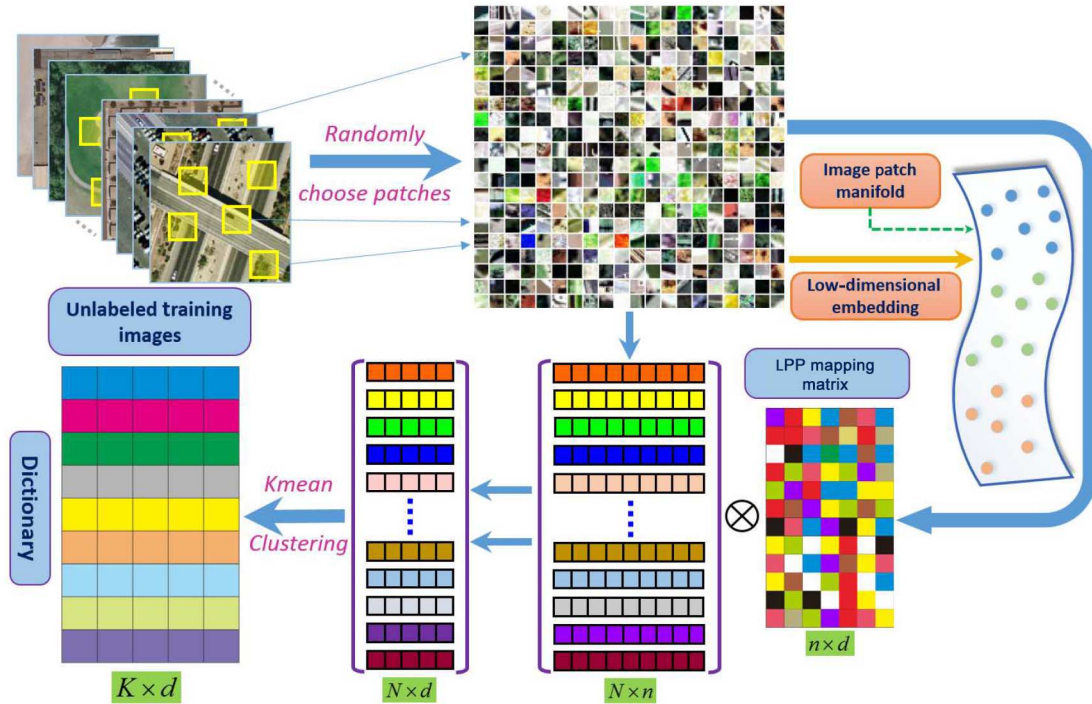 Randomly
choose patches
Image patch
manifold
Low-dimensional
embedding
Unlabeled training
images
LPP mapping
matrix
Dictionary
Kmean
Clustering
⊗
n × d
K × d
N × d
N × n